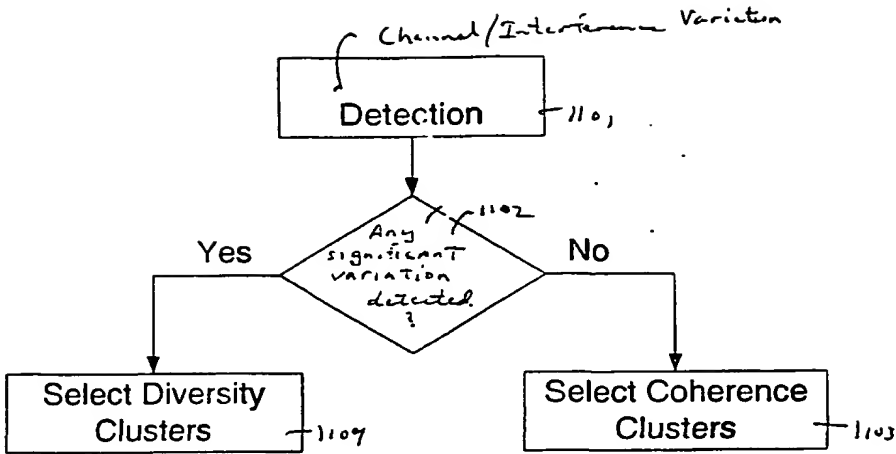 Channel/Interference Variation
Detection
1101
1102
Any
significant
variation
detected
?
Yes
No
Select Diversity
Clusters
1104
Select Coherence
Clusters
1103